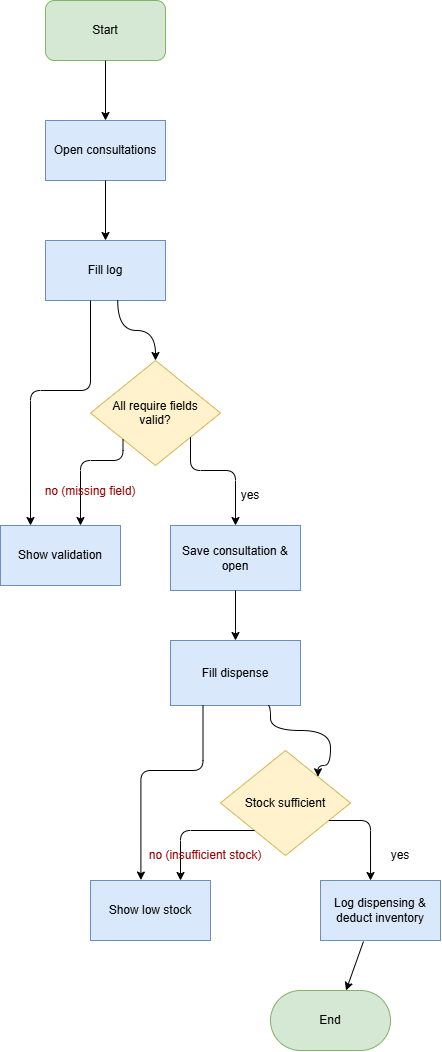 Start
Open consultations
Fill log
All require fields
valid?
no (missing field)
yes
Show validation
Save consultation &
open
Fill dispense
Stock sufficient
no (insufficient stock)
yes
Show low stock
Log dispensing &
deduct inventory
End